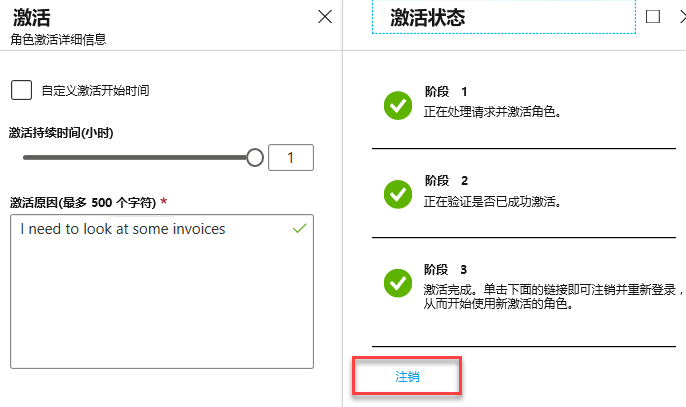 激活
角色激活详细信息
自定义激活开始时间
激活持续时间(小时)
1
激活原因(最多 500 个字符) *
I need to look at some invoices
激活状态
阶段 1
正在处理请求并激活角色。
阶段 2
正在验证是否已成功激活。
阶段 3
激活完成。单击下面的链接即可注销并重新登录，
从而开始使用新激活的角色。
注销